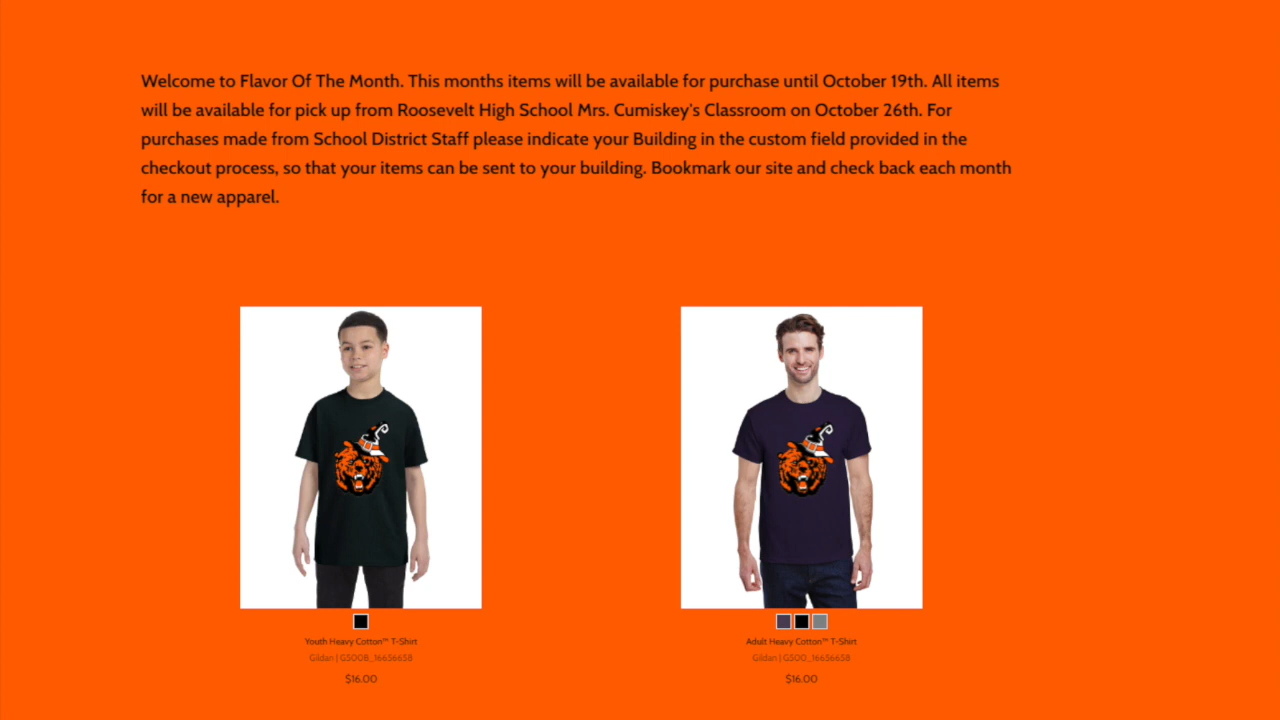 Welcome to Flavor Of The Month. This months items will be available for purchase until October 19th. All items
will be available for pick up from Roosevelt High School Mrs. Cumiskey's Classroom on October 26th. For
purchases made from School District Staff please indicate your Building in the custom field provided in the
checkout process, so that your items can be sent to your building. Bookmark our site and check back each month
for a new apparel.
Youth Heavy Cotton™ T-Shirt
Gildan | G500B_16656658
$16.00
Adult Heavy Cotton™ T-Shirt
Gildan | G500_16656658
$16.00